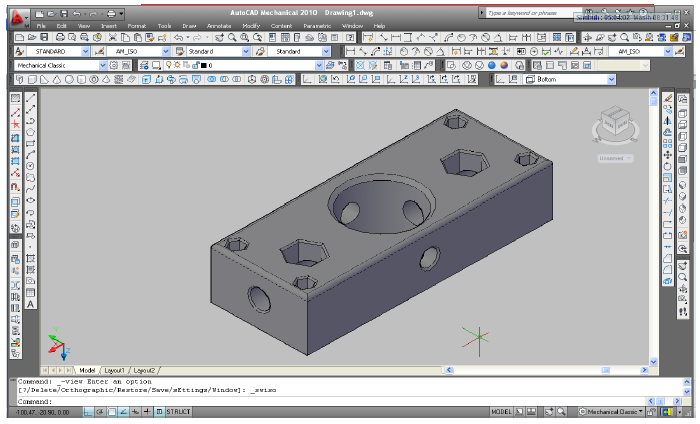 AutoCAD Mechanical 2010 Drawing1.dwg
Type a keyword or phrase
File Edit View Insert Format Tools Draw Annotate Modify Content Parametric Window Help
STANDARD AM_ISO Standard Standard AM_ISO
Mechanical Classic 0
Bottom
Unnamed
Model Layout1 Layout2
Command: _-view Enter an option
[?/Delete/Orthographic/Restore/Save/sEttings/Window]: _swiso
Command:
-100.47, -20.90, 0.00 STRUCT MODEL Mechanical Classic